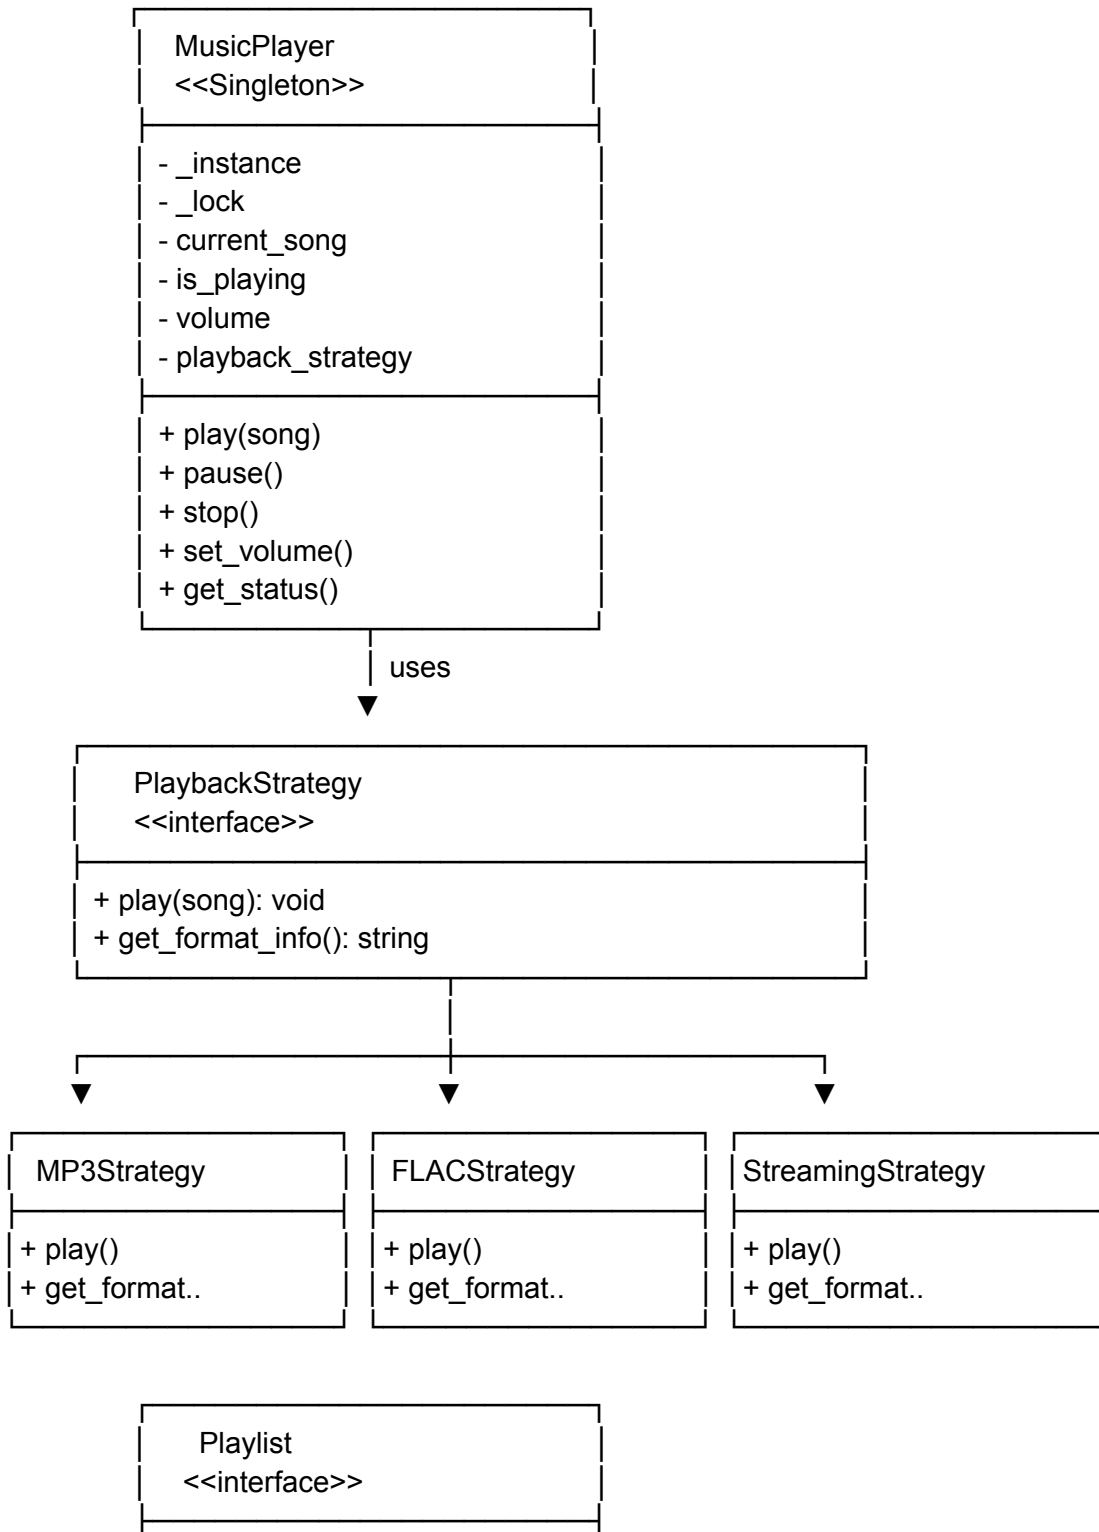 MusicPlayer
<<Singleton>>
- _instance
- _lock
- current_song
- is_playing
- volume
- playback_strategy
+ play(song)
+ pause()
+ stop()
+ set_volume()
+ get_status()
uses
PlaybackStrategy
<<interface>>
+ play(song): void
+ get_format_info(): string
MP3Strategy
+ play()
+ get_format..
FLACStrategy
+ play()
+ get_format..
StreamingStrategy
+ play()
+ get_format..
Playlist
<<interface>>